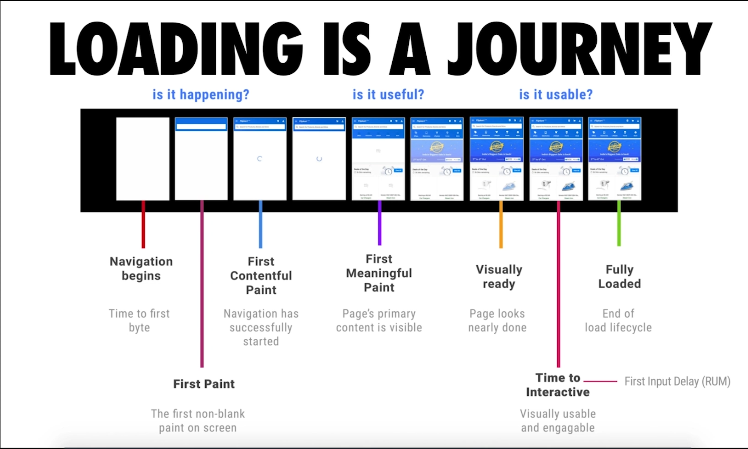 LOADING IS A JOURNEY
is it happening?
is it useful?
is it usable?
Navigation
begins
Time to first
byte
First
Contentful
Paint
Navigation has
successfully
started
First
Meaningful
Paint
Page's primary
content is visible
Visually
ready
Page looks
nearly done
Fully
Loaded
End of
load lifecycle
First Paint
The first non-blank
paint on screen
Time to
Interactive
Visually usable
and engagable
First Input Delay (RUM)